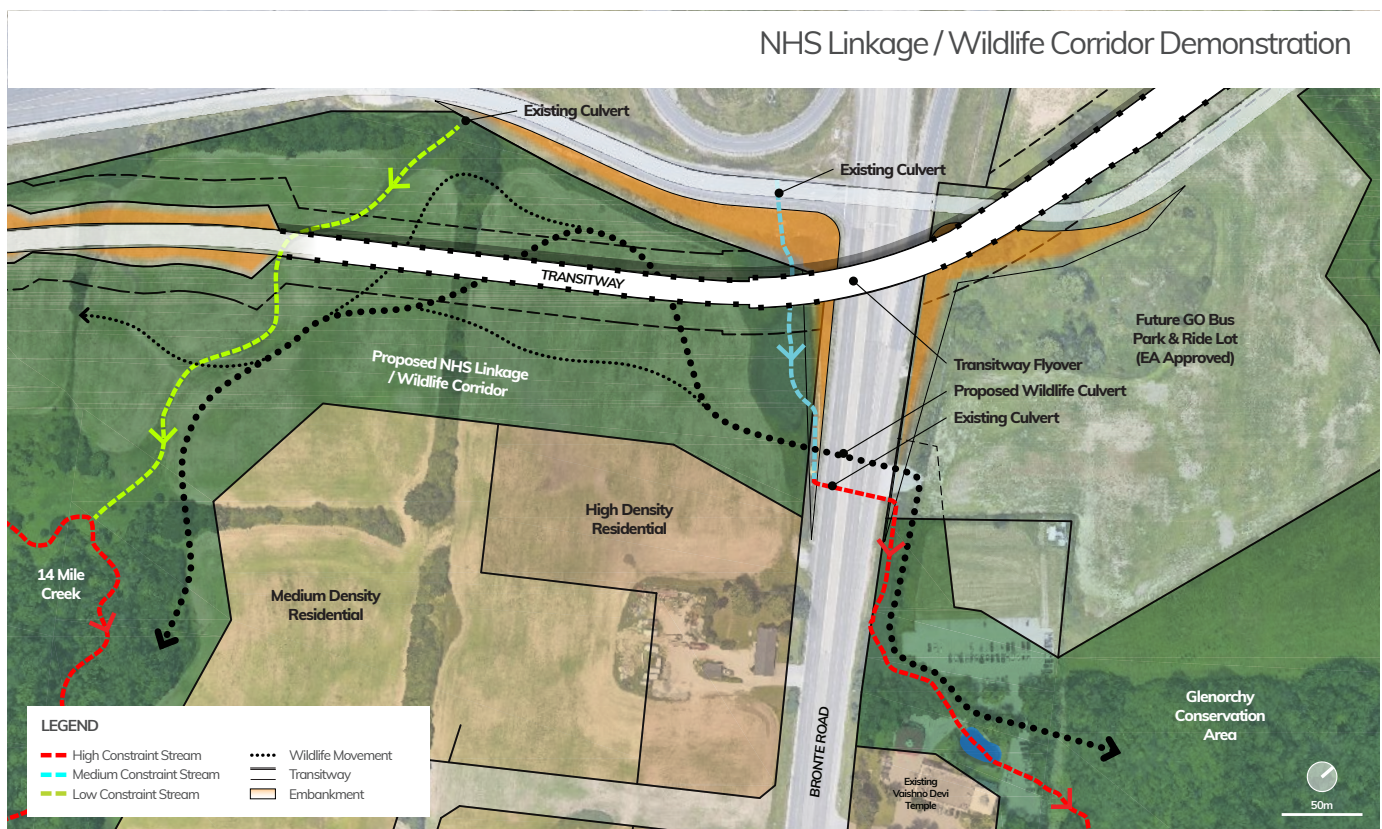 NHS Linkage / Wildlife Corridor Demonstration
Existing Culvert
Existing Culvert
TRANSITWAY
Future GO Bus
Park & Ride Lot
(EA Approved)
Proposed NHS Linkage
/ Wildlife Corridor
Transitway Flyover
Proposed Wildlife Culvert
Existing Culvert
High Density
Residential
14 Mile
Creek
Medium Density
Residential
Glenorchy
Conservation
Area
BRONTE ROAD
Existing
Vaishno Devi
Temple
LEGEND
High Constraint Stream
Medium Constraint Stream
Low Constraint Stream
Wildlife Movement
Transitway
Embankment
50m